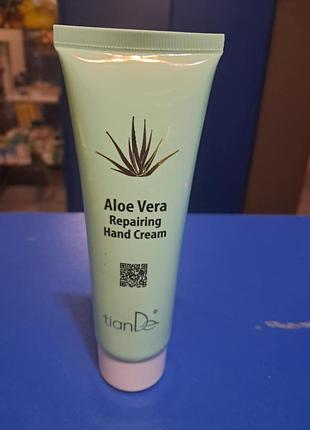 Aloe Vera
Repairing
Hand Cream
tianDe®